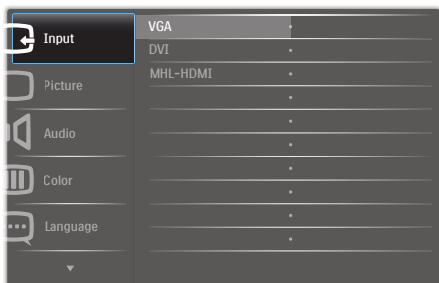 Input
Picture
Audio
Color
Language
VGA
DVI
MHL-HDMI